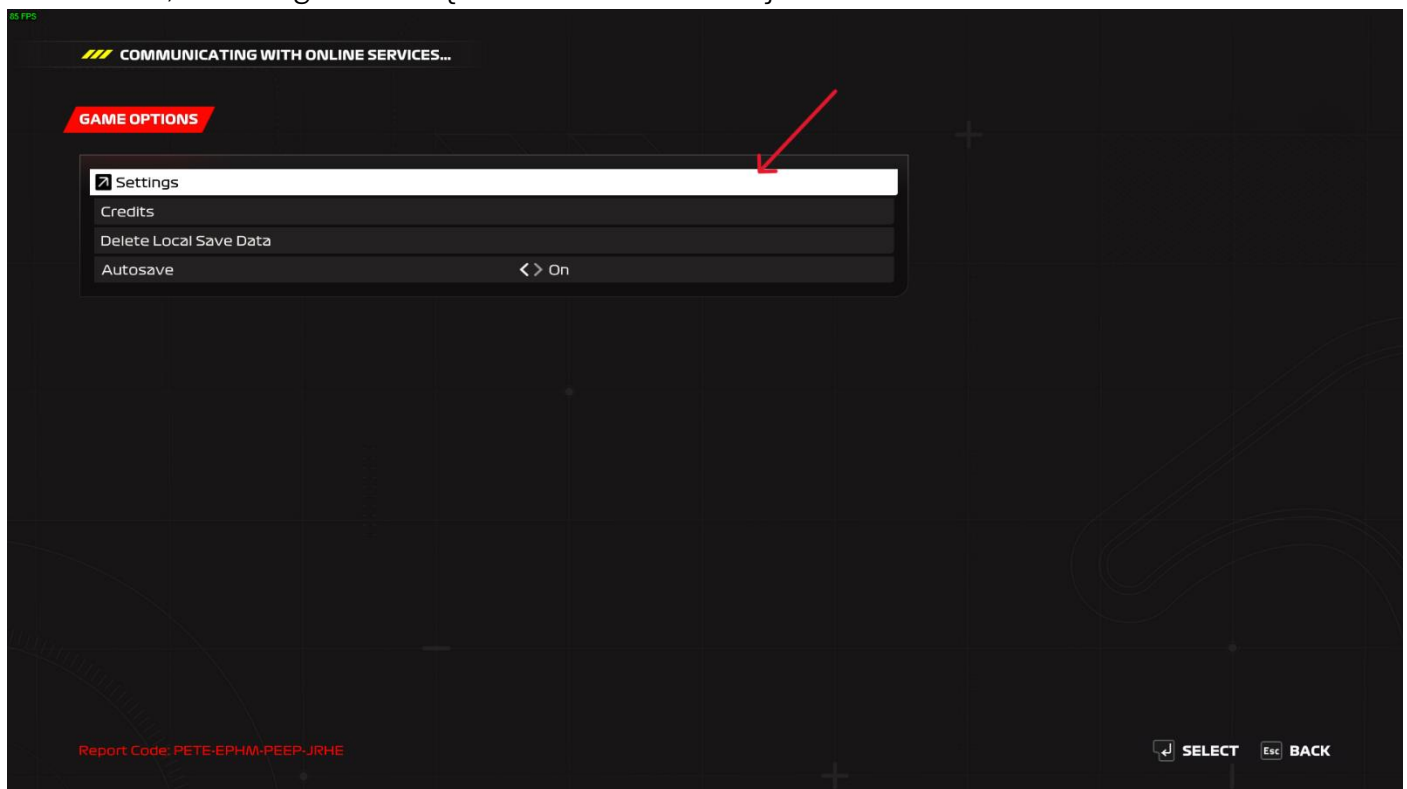 85 FPS
COMMUNICATING WITH ONLINE SERVICES...
GAME OPTIONS
Settings
Credits
Delete Local Save Data
Autosave < > On
Report Code: PETE-EPHM-PEEP-JRHE
SELECT Esc BACK